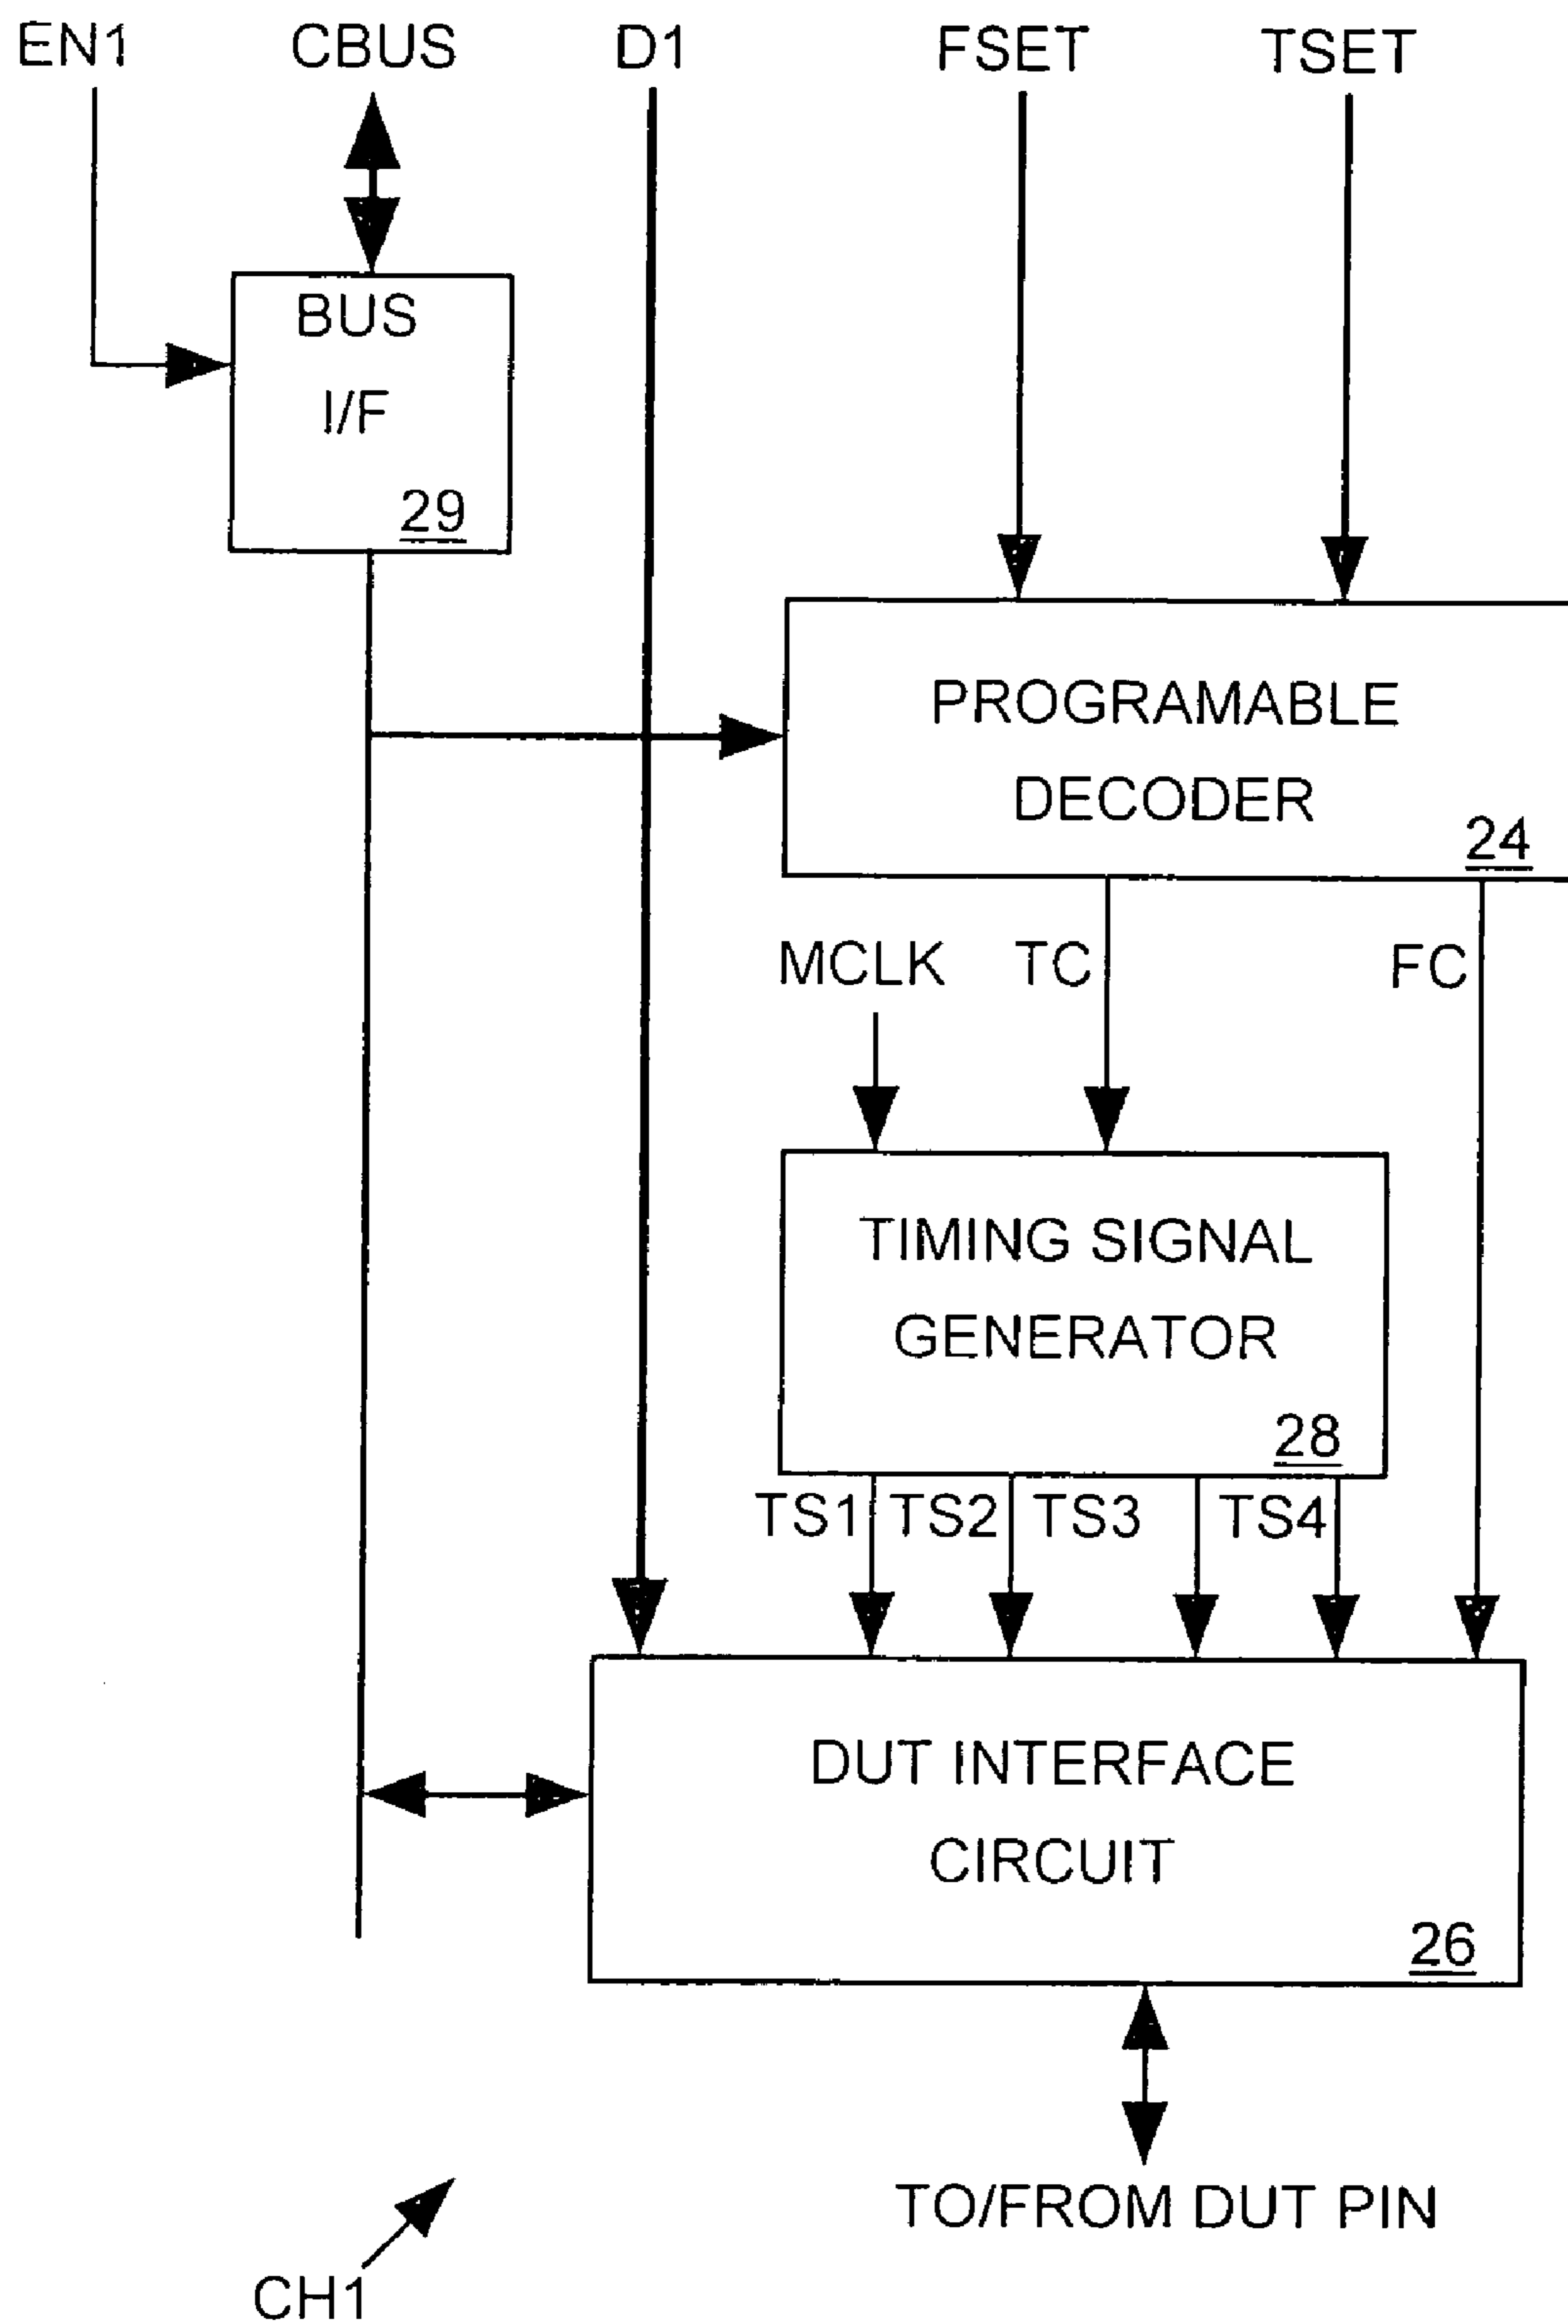 EN1 CBUS D1 FSET TSET
BUS
I/F
29
PROGRAMABLE
DECODER
24
MCLK TC FC
TIMING SIGNAL
GENERATOR
28
TS1 TS2 TS3 TS4
DUT INTERFACE
CIRCUIT
26
TO/FROM DUT PIN
CH1